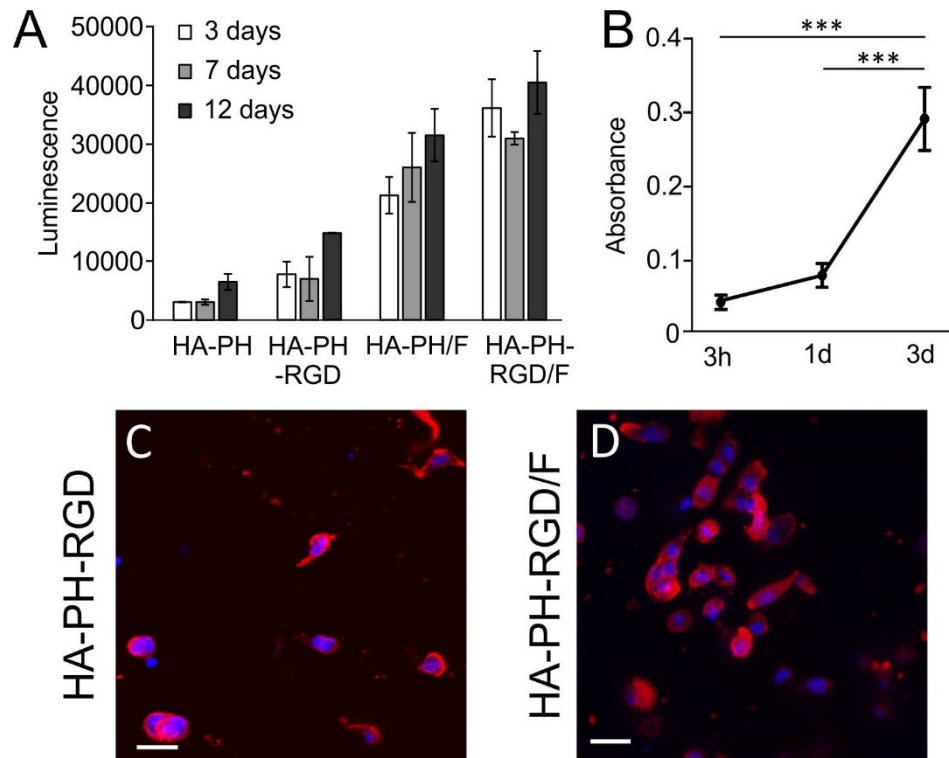 A
Luminescence
50000
40000
30000
20000
10000
0
3 days
7 days
12 days
HA-PH
HA-PH
-RGD
HA-PH/F
HA-PH-
RGD/F
B
Absorbance
0.4
0.3
0.2
0.1
0
***
***
3h
1d
3d
HA-PH-RGD
C
HA-PH-RGD/F
D